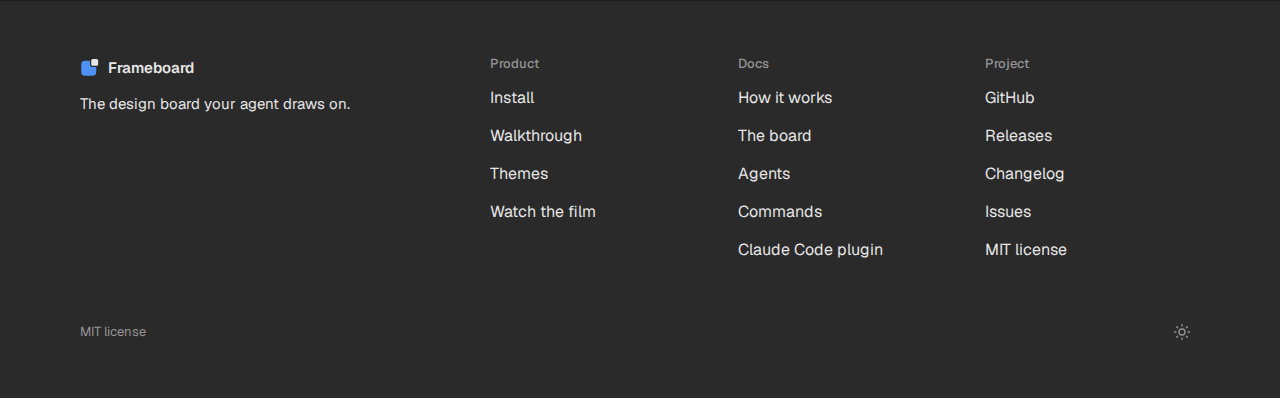 Frameboard
The design board your agent draws on.
Product
Install
Walkthrough
Themes
Watch the film
Docs
How it works
The board
Agents
Commands
Claude Code plugin
Project
GitHub
Releases
Changelog
Issues
MIT license
MIT license